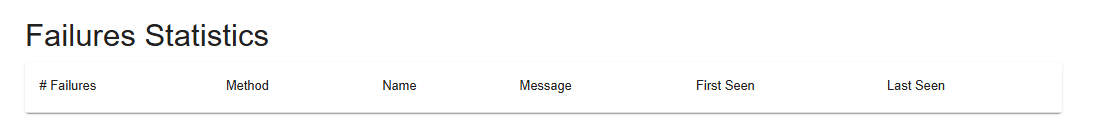 Failures Statistics
# Failures Method Name Message First Seen Last Seen